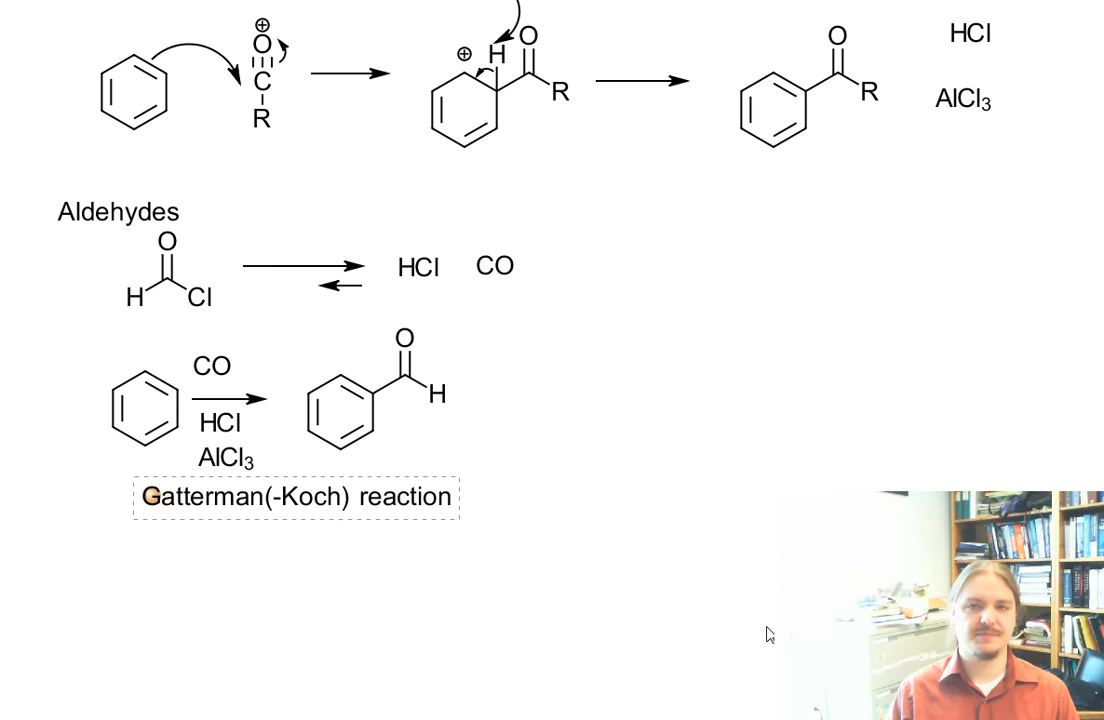 ⊕
O
C
R
⊕
H
O
R
O
R
HCl
AlCl3
Aldehydes
O
H
Cl
HCl CO
CO
HCl
AlCl3
O
H
Gatterman(-Koch) reaction